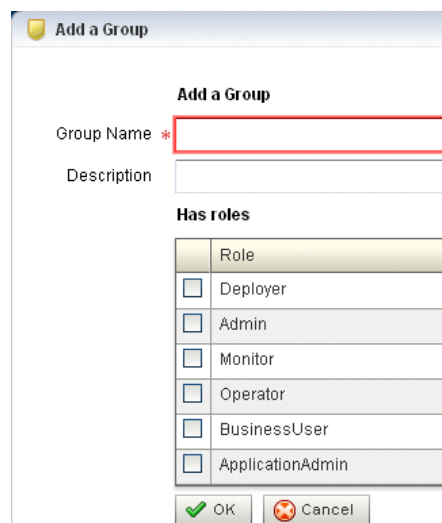 Add a Group
Add a Group
Group Name *
Description
Has roles
Role
Deployer
Admin
Monitor
Operator
BusinessUser
ApplicationAdmin
OK Cancel